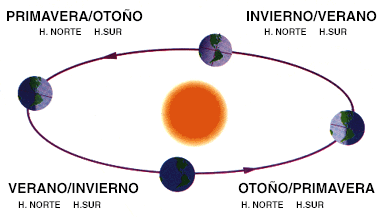 PRIMAVERA/OTOÑO
H. NORTE H.SUR
INVIERNO/VERANO
H. NORTE H.SUR
VERANO/INVIERNO
H. NORTE H.SUR
OTOÑO/PRIMAVERA
H. NORTE H.SUR